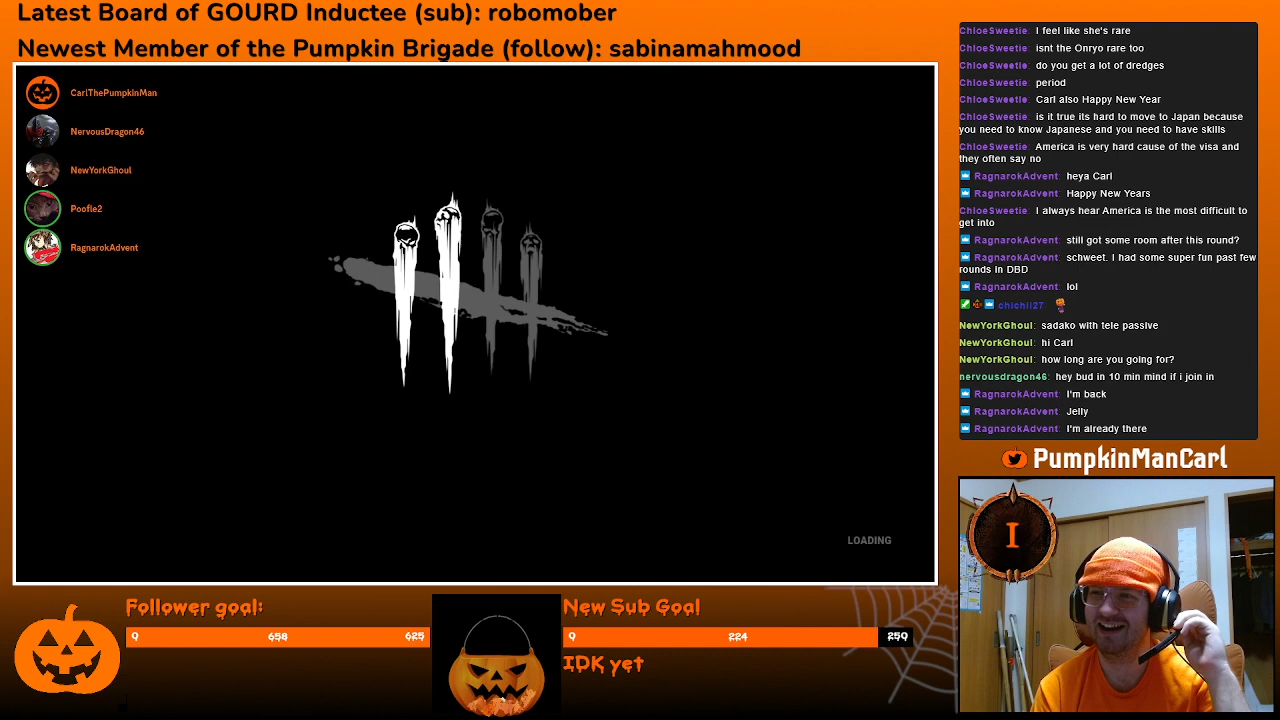 Latest Board of GOURD Inductee (sub): robomober
Newest Member of the Pumpkin Brigade (follow): sabinamahmood
CarlThePumpkinMan
NervousDragon46
NewYorkGhoul
Poofle2
RagnarokAdvent
LOADING
ChloeSweetie: I feel like she's rare
ChloeSweetie: isnt the Onryo rare too
ChloeSweetie: do you get a lot of dredges
ChloeSweetie: period
ChloeSweetie: Carl also Happy New Year
ChloeSweetie: is it true its hard to move to Japan because
you need to know Japanese and you need to have skills
ChloeSweetie: America is very hard cause of the visa and
they often say no
RagnarokAdvent: heya Carl
RagnarokAdvent: Happy New Years
ChloeSweetie: I always hear America is the most difficult to
get into
RagnarokAdvent: still got some room after this round?
RagnarokAdvent: schweet. I had some super fun past few
rounds in DBD
RagnarokAdvent: lol
chichii27:
NewYorkGhoul: sadako with tele passive
NewYorkGhoul: hi Carl
NewYorkGhoul: how long are you going for?
nervousdragon46: hey bud in 10 min mind if i join in
RagnarokAdvent: I'm back
RagnarokAdvent: Jelly
RagnarokAdvent: I'm already there
PumpkinManCarl
I
Follower goal:
0 658 625
New Sub Goal
0 224 250
IDK yet